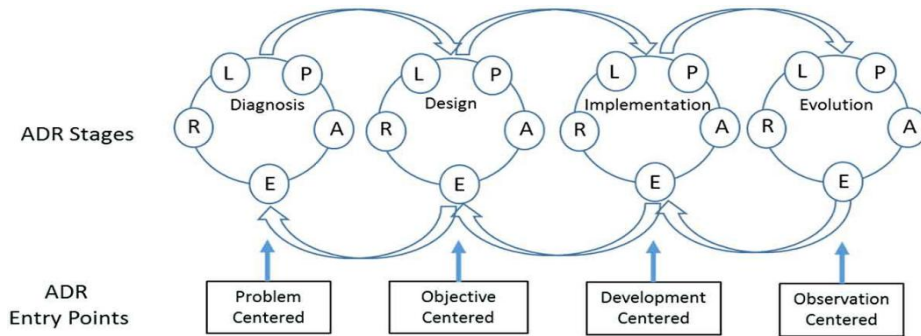 L P L P L P L P
Diagnosis Design Implementation Evolution
ADR Stages R A R A R A R A
E E E E
ADR
Entry Points
Problem
Centered
Objective
Centered
Development
Centered
Observation
Centered